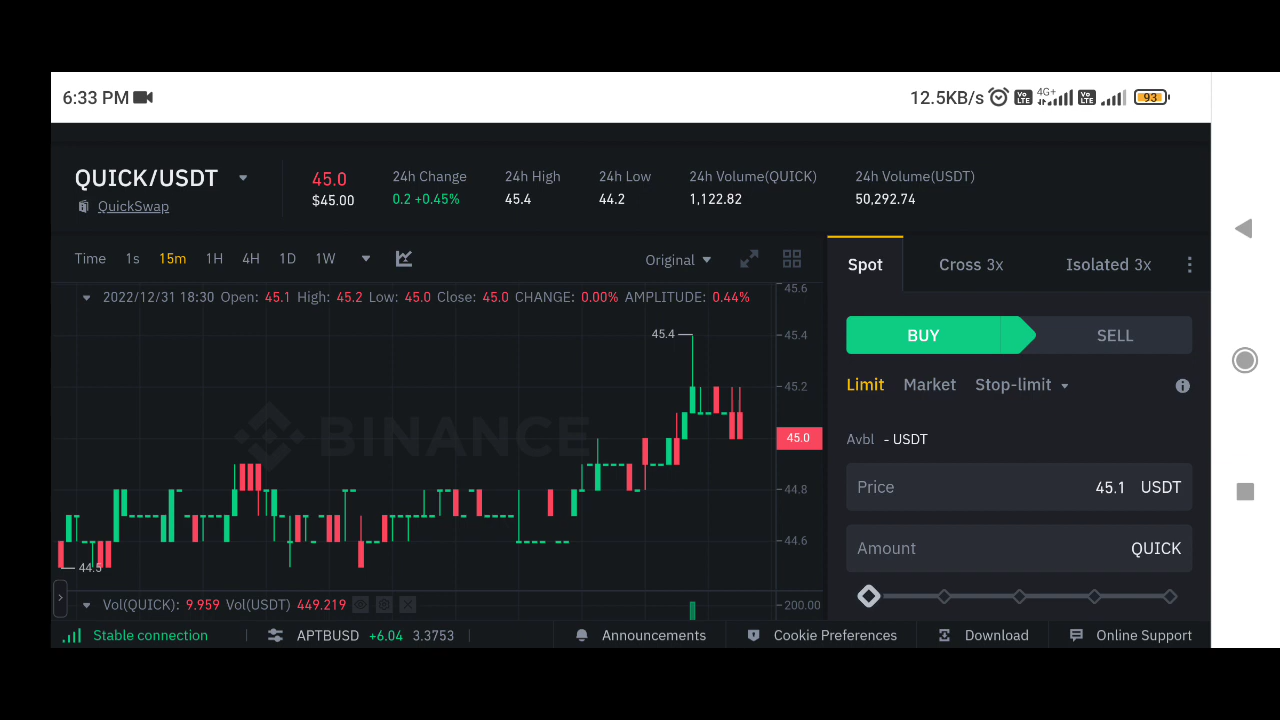 6:33 PM 12.5KB/s Vo LTE 4G+ Vo LTE 93
QUICK/USDT
QuickSwap
45.0
$45.00
24h Change
0.2 +0.45%
24h High
45.4
24h Low
44.2
24h Volume(QUICK)
1,122.82
24h Volume(USDT)
50,292.74
Time 1s 15m 1H 4H 1D 1W Original
2022/12/31 18:30 Open: 45.1 High: 45.2 Low: 45.0 Close: 45.0 CHANGE: 0.00% AMPLITUDE: 0.44%
45.6
45.4
45.4
45.2
45.0
44.8
44.6
44.5
BINANCE
Vol(QUICK): 9.959 Vol(USDT) 449.219
200.00
Spot Cross 3x Isolated 3x
BUY SELL
Limit Market Stop-limit
Avbl - USDT
Price 45.1 USDT
Amount QUICK
Stable connection APTBUSD +6.04 3.3753 Announcements Cookie Preferences Download Online Support